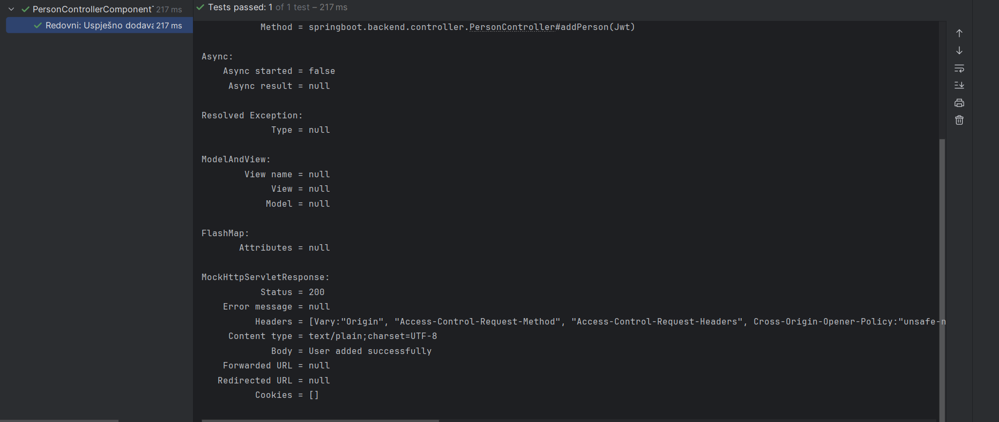 PersonControllerComponentT 217 ms
Redovni: Uspješno dodava 217 ms
Tests passed: 1 of 1 test – 217 ms
Method = springboot.backend.controller.PersonController#addPerson(Jwt)
Async:
Async started = false
Async result = null
Resolved Exception:
Type = null
ModelAndView:
View name = null
View = null
Model = null
FlashMap:
Attributes = null
MockHttpServletResponse:
Status = 200
Error message = null
Headers = [Vary:"Origin", "Access-Control-Request-Method", "Access-Control-Request-Headers", Cross-Origin-Opener-Policy:"unsafe-n
Content type = text/plain;charset=UTF-8
Body = User added successfully
Forwarded URL = null
Redirected URL = null
Cookies = []